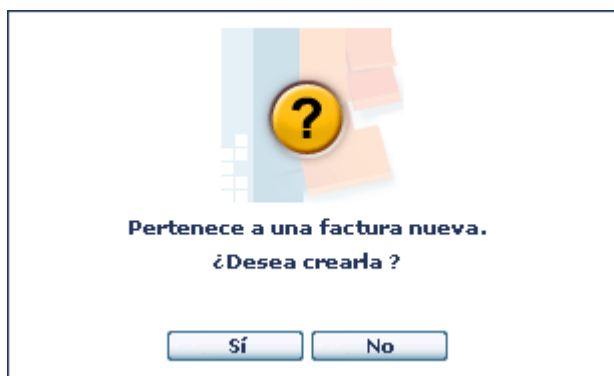 ?
Pertenece a una factura nueva.
¿Desea crearla ?
Sí No